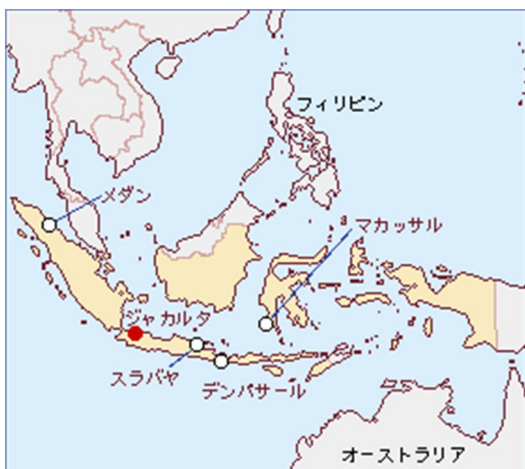 フィリピン
メダン
マカッサル
ジャカルタ
スラバヤ
デンパサール
オーストラリア